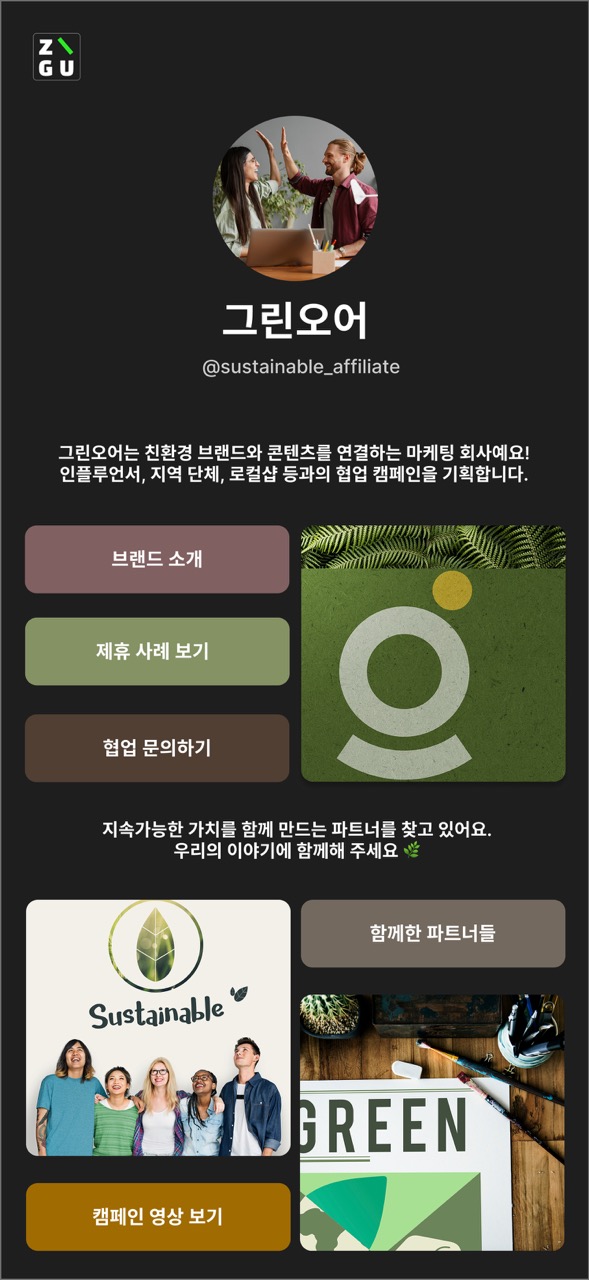 Z
G U
그린오어
@sustainable_affiliate
그린오어는 친환경 브랜드와 콘텐츠를 연결하는 마케팅 회사예요!
인플루언서, 지역 단체, 로컬샵 등과의 협업 캠페인을 기획합니다.
브랜드 소개
제휴 사례 보기
협업 문의하기
지속가능한 가치를 함께 만드는 파트너를 찾고 있어요.
우리의 이야기에 함께해 주세요 🌿
Sustainable
함께한 파트너들
GREEN
캠페인 영상 보기